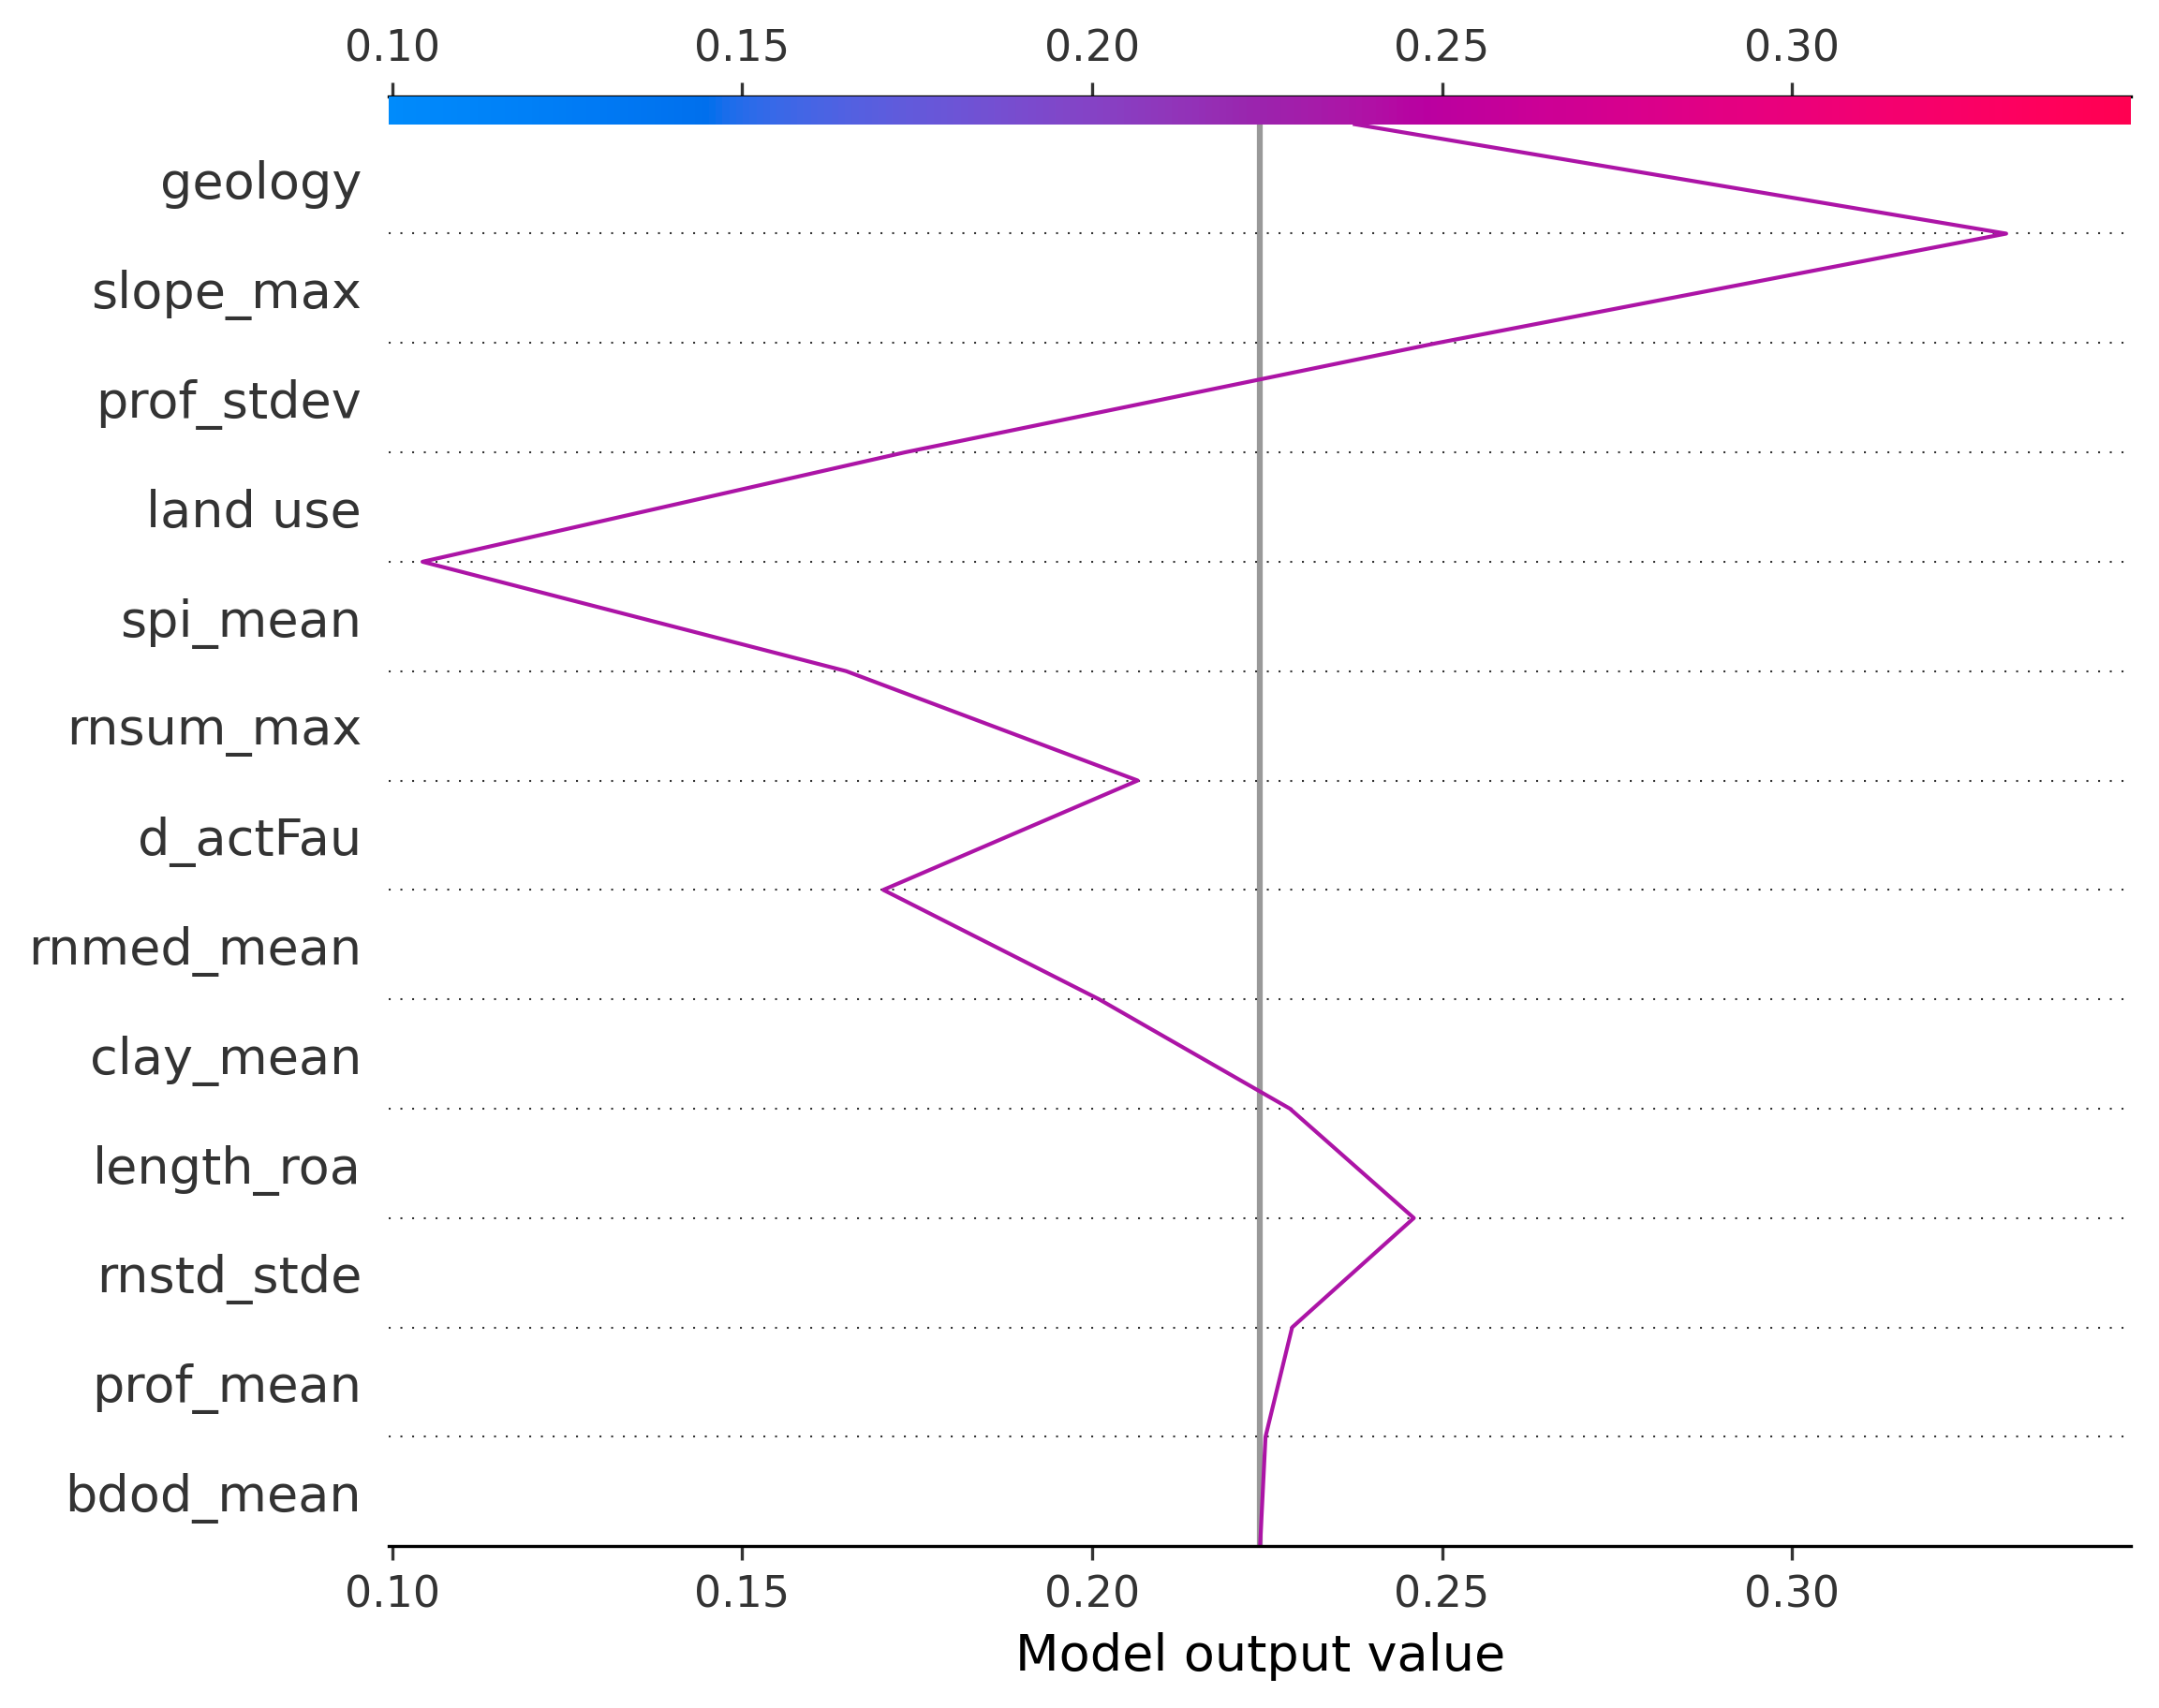 0.10 0.15 0.20 0.25 0.30
geology
slope_max
prof_stdev
land use
spi_mean
rnsum_max
d_actFau
rnmed_mean
clay_mean
length_roa
rnstd_stde
prof_mean
bdod_mean
0.10 0.15 0.20 0.25 0.30
Model output value